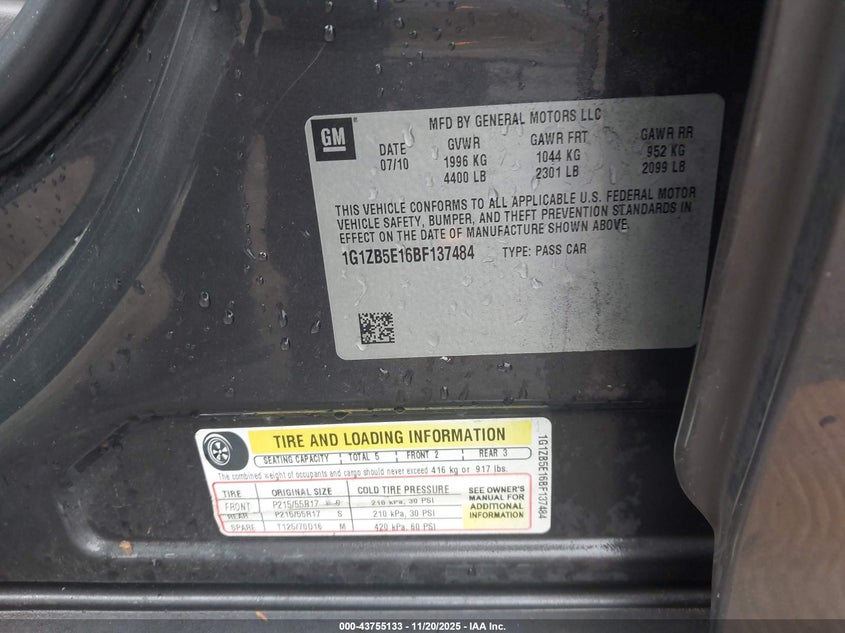 GM
MFD BY GENERAL MOTORS LLC
DATE GVWR GAWR FRT GAWR RR
07/10 1996 KG 1044 KG 952 KG
4400 LB 2301 LB 2099 LB
THIS VEHICLE CONFORMS TO ALL APPLICABLE U.S. FEDERAL MOTOR
VEHICLE SAFETY, BUMPER, AND THEFT PREVENTION STANDARDS IN
EFFECT ON THE DATE OF MANUFACTURE SHOWN ABOVE.
1G1ZB5E16BF137484 TYPE: PASS CAR
TIRE AND LOADING INFORMATION
SEATING CAPACITY TOTAL 5 FRONT 2 REAR 3
The combined weight of occupants and cargo should never exceed 416 kg or 917 lbs.
TIRE ORIGINAL SIZE COLD TIRE PRESSURE
FRONT P215/55R17 210 kPa, 30 PSI
REAR P215/55R17 S 210 kPa, 30 PSI
SPARE T125/70D16 M 420 kPa, 60 PSI
SEE OWNER'S
MANUAL FOR
ADDITIONAL
INFORMATION
1G1ZB5E16BF137484
000-43755133 - 11/20/2025 - IAA Inc.